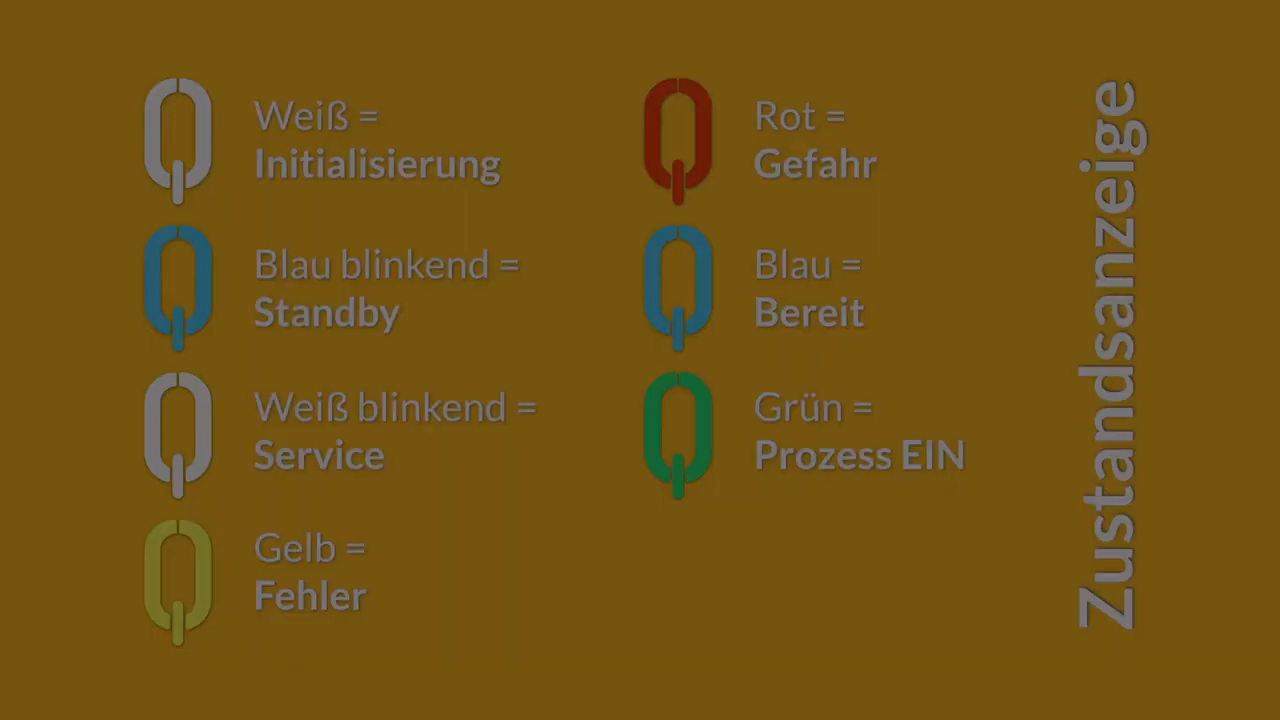 Weiß =
Initialisierung
Blau blinkend =
Standby
Weiß blinkend =
Service
Gelb =
Fehler
Rot =
Gefahr
Blau =
Bereit
Grün =
Prozess EIN
Zustandsanzeige